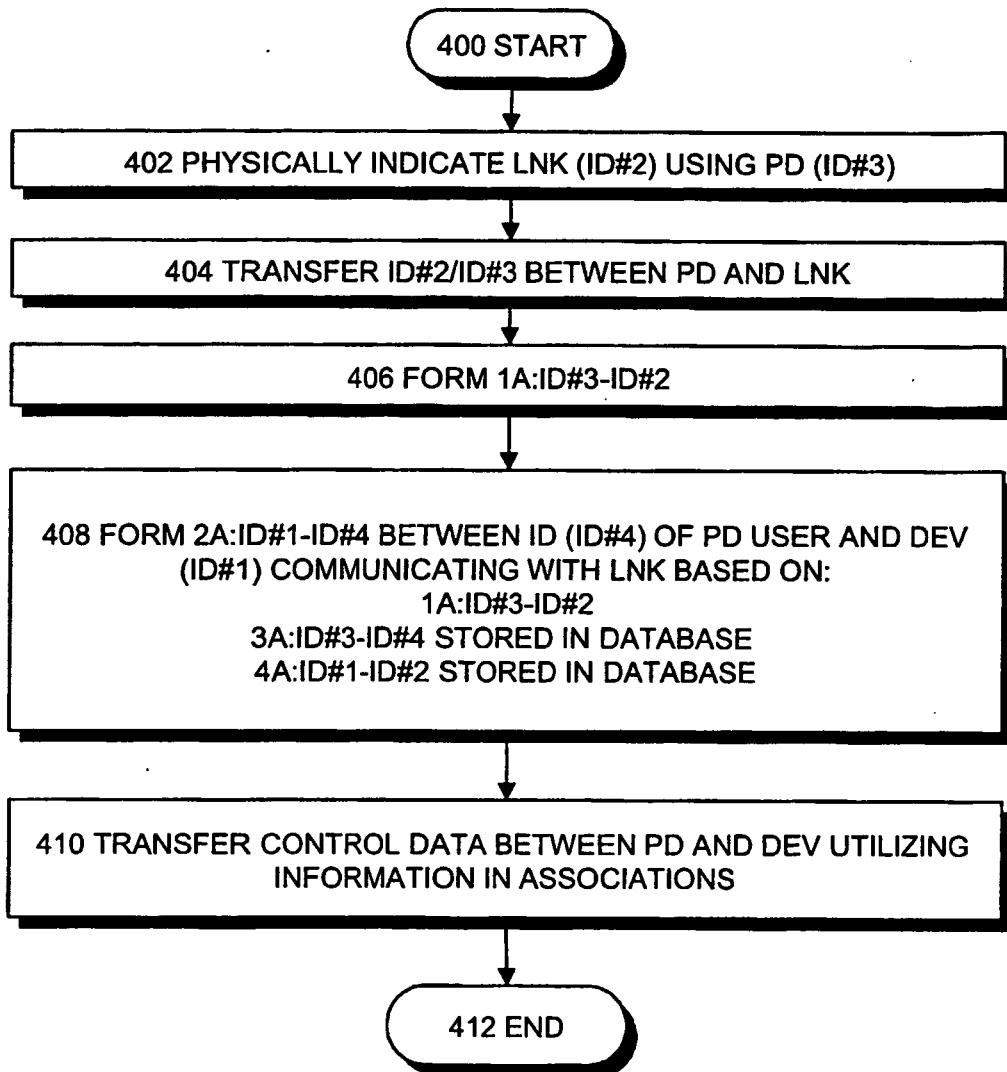 400 START
402 PHYSICALLY INDICATE LNK (ID#2) USING PD (ID#3)
404 TRANSFER ID#2/ID#3 BETWEEN PD AND LNK
406 FORM 1A:ID#3-ID#2
408 FORM 2A:ID#1-ID#4 BETWEEN ID (ID#4) OF PD USER AND DEV
(ID#1) COMMUNICATING WITH LNK BASED ON:
1A:ID#3-ID#2
3A:ID#3-ID#4 STORED IN DATABASE
4A:ID#1-ID#2 STORED IN DATABASE
410 TRANSFER CONTROL DATA BETWEEN PD AND DEV UTILIZING
INFORMATION IN ASSOCIATIONS
412 END